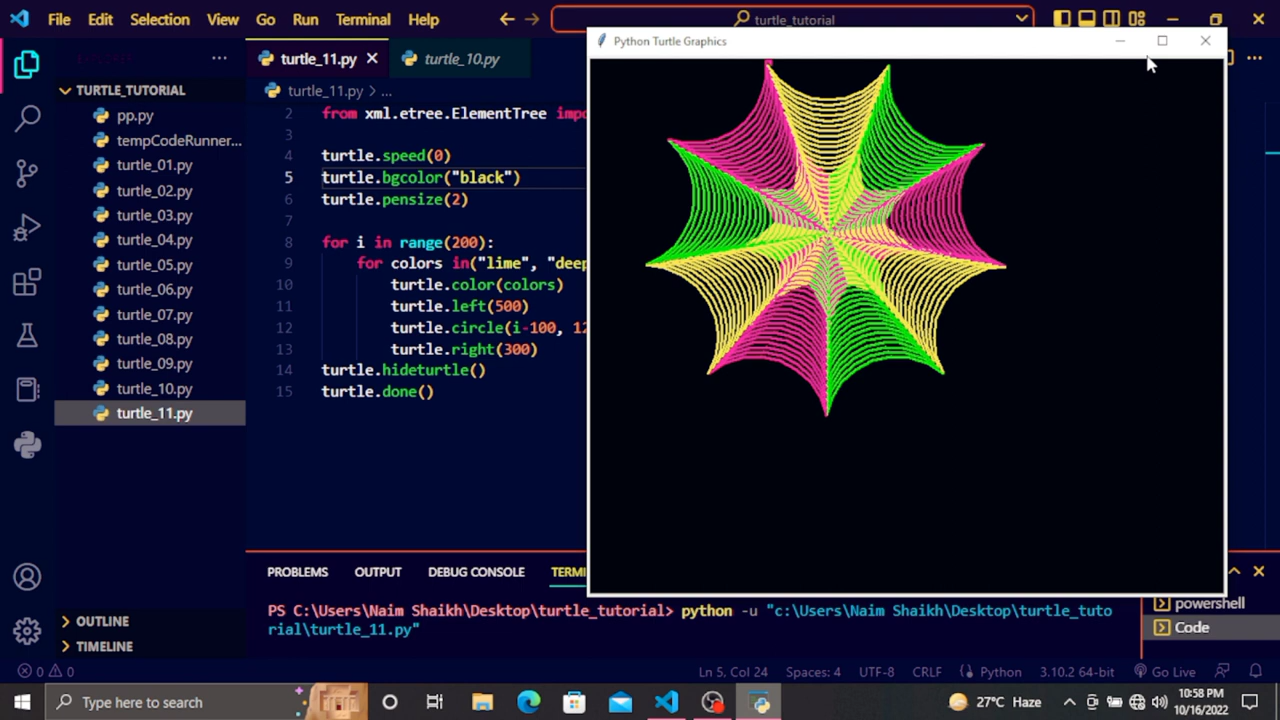 File Edit Selection View Go Run Terminal Help
turtle_tutorial
EXPLORER
turtle_11.py
turtle_10.py
Python Turtle Graphics
TURTLE_TUTORIAL
turtle_11.py > ...
pp.py
tempCodeRunner...
turtle_01.py
turtle_02.py
turtle_03.py
turtle_04.py
turtle_05.py
turtle_06.py
turtle_07.py
turtle_08.py
turtle_09.py
turtle_10.py
turtle_11.py
2 from xml.etree.ElementTree impo
3
4 turtle.speed(0)
5 turtle.bgcolor("black")
6 turtle.pensize(2)
7
8 for i in range(200):
9 for colors in("lime", "deep
10 turtle.color(colors)
11 turtle.left(500)
12 turtle.circle(i-100, 12
13 turtle.right(300)
14 turtle.hideturtle()
15 turtle.done()
PROBLEMS OUTPUT DEBUG CONSOLE TERMI
PS C:\Users\Naim Shaikh\Desktop\turtle_tutorial> python -u "c:\Users\Naim Shaikh\Desktop\turtle_tuto
rial\turtle_11.py"
powershell
Code
OUTLINE
TIMELINE
0 0
Ln 5, Col 24 Spaces: 4 UTF-8 CRLF Python 3.10.2 64-bit Go Live
Type here to search
27°C Haze
10:58 PM
10/16/2022